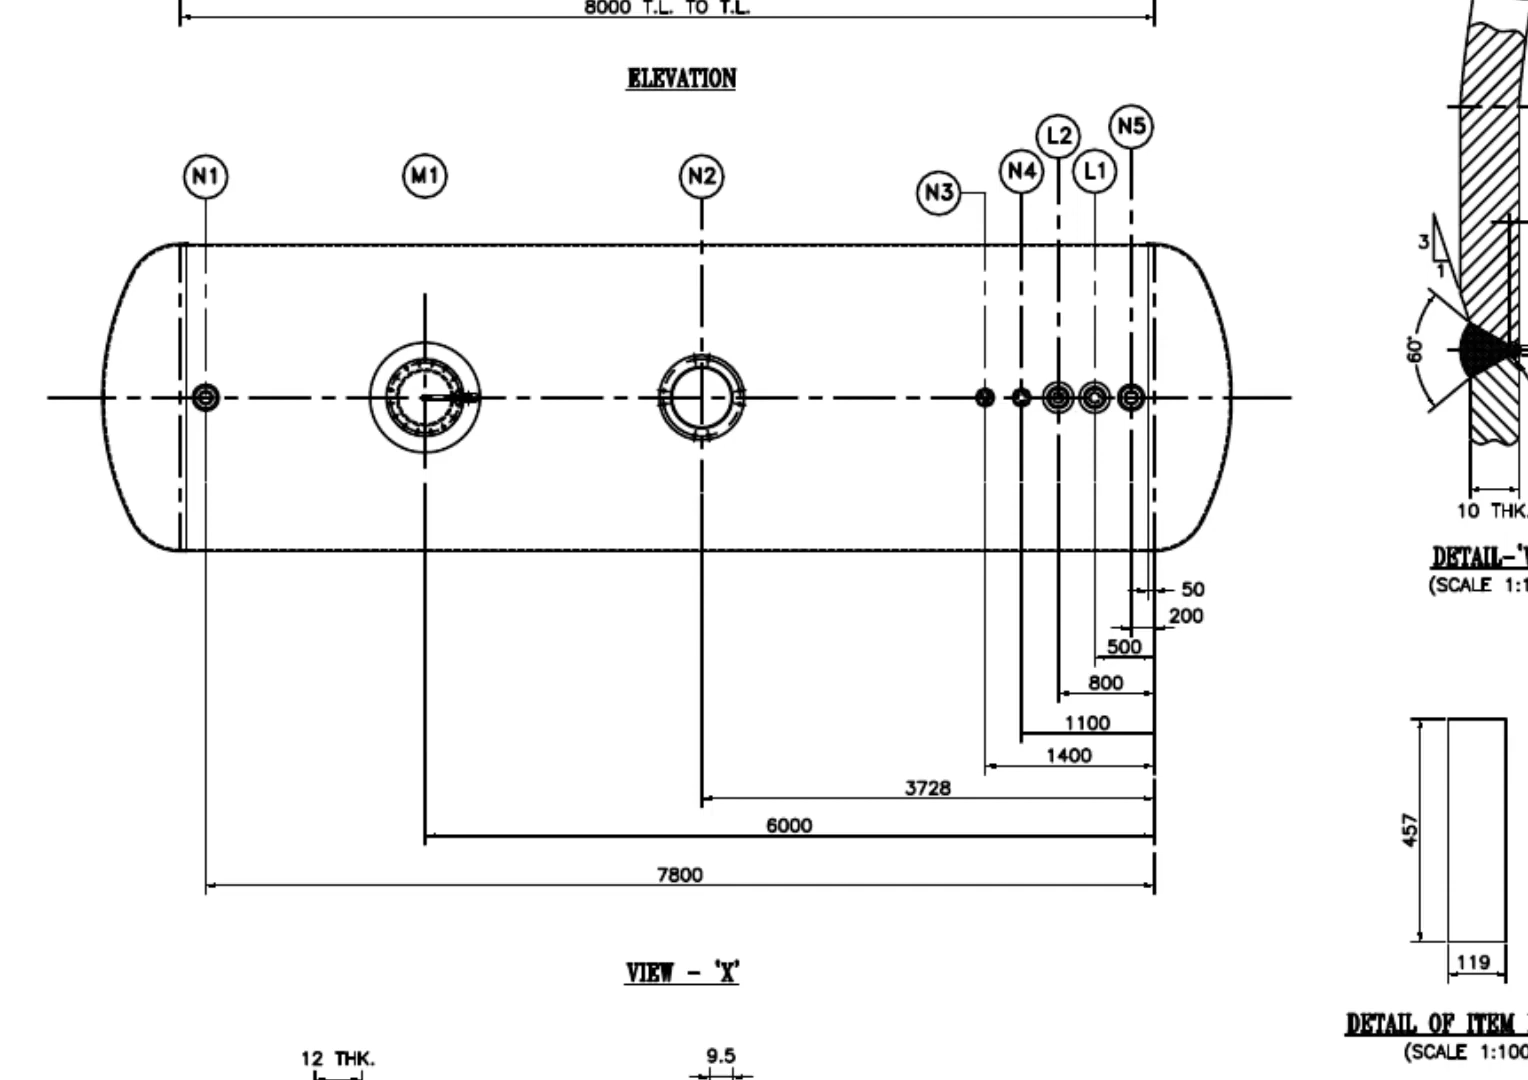 8000 T.L. TO T.L.
ELEVATION
N5
L2
N1
M1
N2
N4
L1
N3
3
1
60°
10 THK.
DETAIL-'
(SCALE 1:1
50
200
500
800
1100
1400
3728
6000
7800
457
119
VIEW - 'X'
DETAIL OF ITEM
(SCALE 1:100
12 THK.
9.5